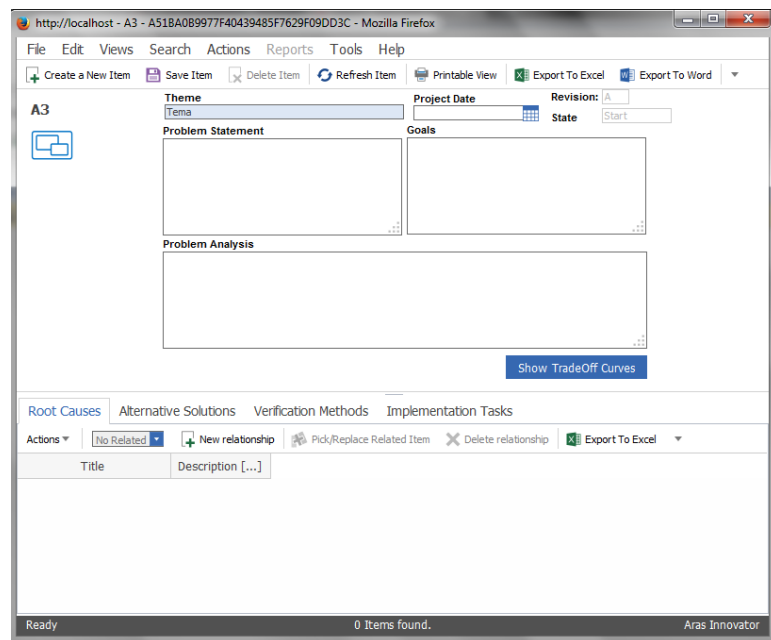 http://localhost - A3 - A51BA0B9977F40439485F7629F09DD3C - Mozilla Firefox
File Edit Views Search Actions Reports Tools Help
Create a New Item Save Item Delete Item Refresh Item Printable View Export To Excel Export To Word
A3
Theme
Tema
Project Date
Revision: A
State Start
Problem Statement
Goals
Problem Analysis
Show TradeOff Curves
Root Causes Alternative Solutions Verification Methods Implementation Tasks
Actions No Related New relationship Pick/Replace Related Item Delete relationship Export To Excel
Title Description [...]
Ready 0 Items found. Aras Innovator